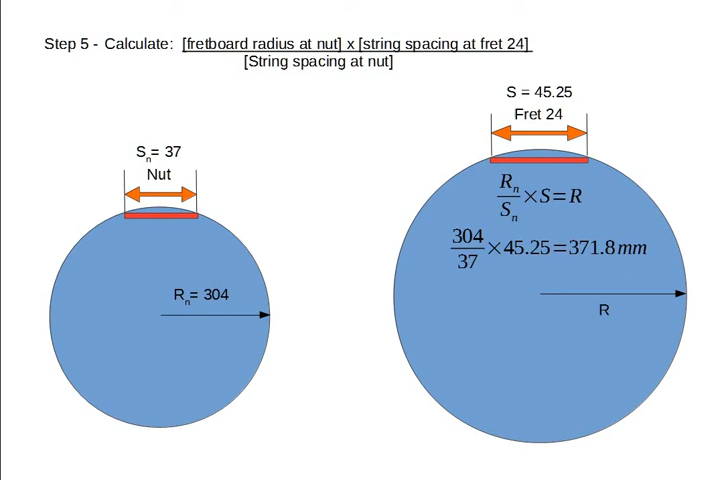 Step 5 - Calculate: [fretboard radius at nut] x [string spacing at fret 24]
[String spacing at nut]
S = 45.25
Fret 24
Sn= 37
Nut
Rn/Sn × S = R
304/37 × 45.25 = 371.8 mm
Rn= 304
R